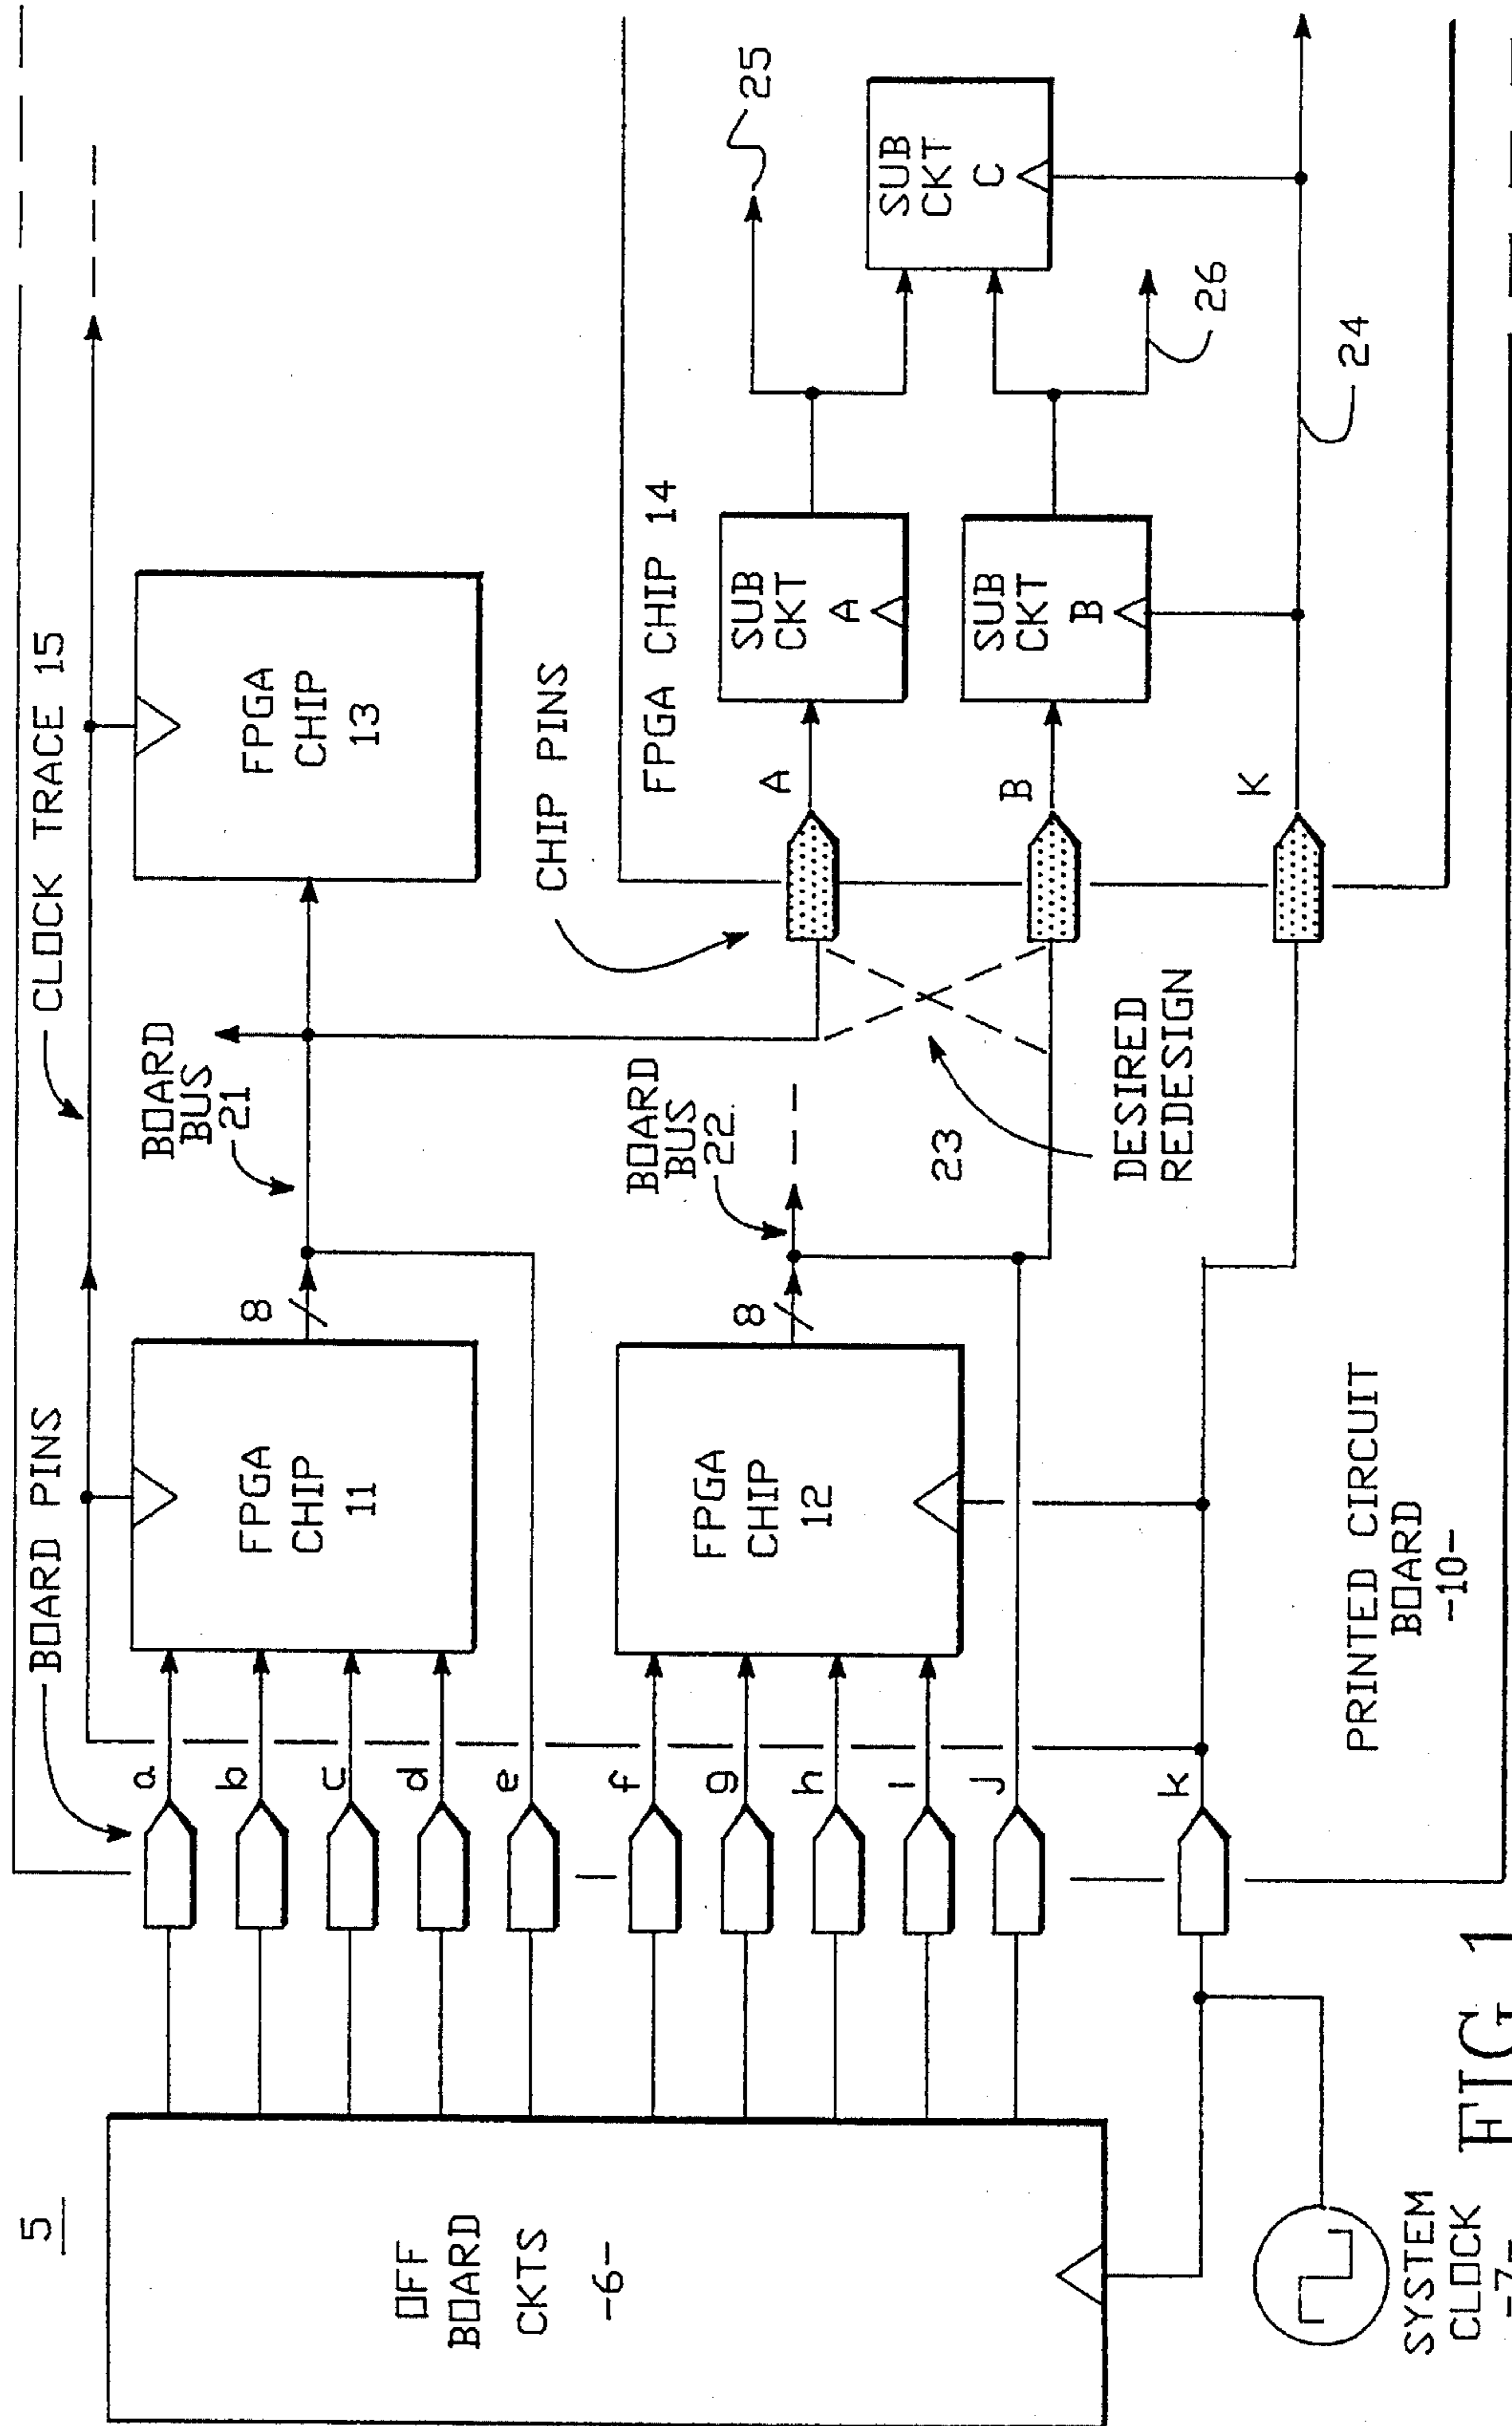 5
OFF
BOARD
CKTS
-6-
SYSTEM
CLOCK
-7-
FIG 1
BOARD PINS
a
b
c
d
e
f
g
h
i
j
k
FPGA
CHIP
11
FPGA
CHIP
12
8
8
CLOCK TRACE 15
BOARD
BUS
21
BOARD
BUS
22
FPGA
CHIP
13
CHIP PINS
23
DESIRED
REDESIGN
PRINTED CIRCUIT
BOARD
-10-
FPGA CHIP 14
A
B
K
SUB
CKT
A
SUB
CKT
B
SUB
CKT
C
25
26
24